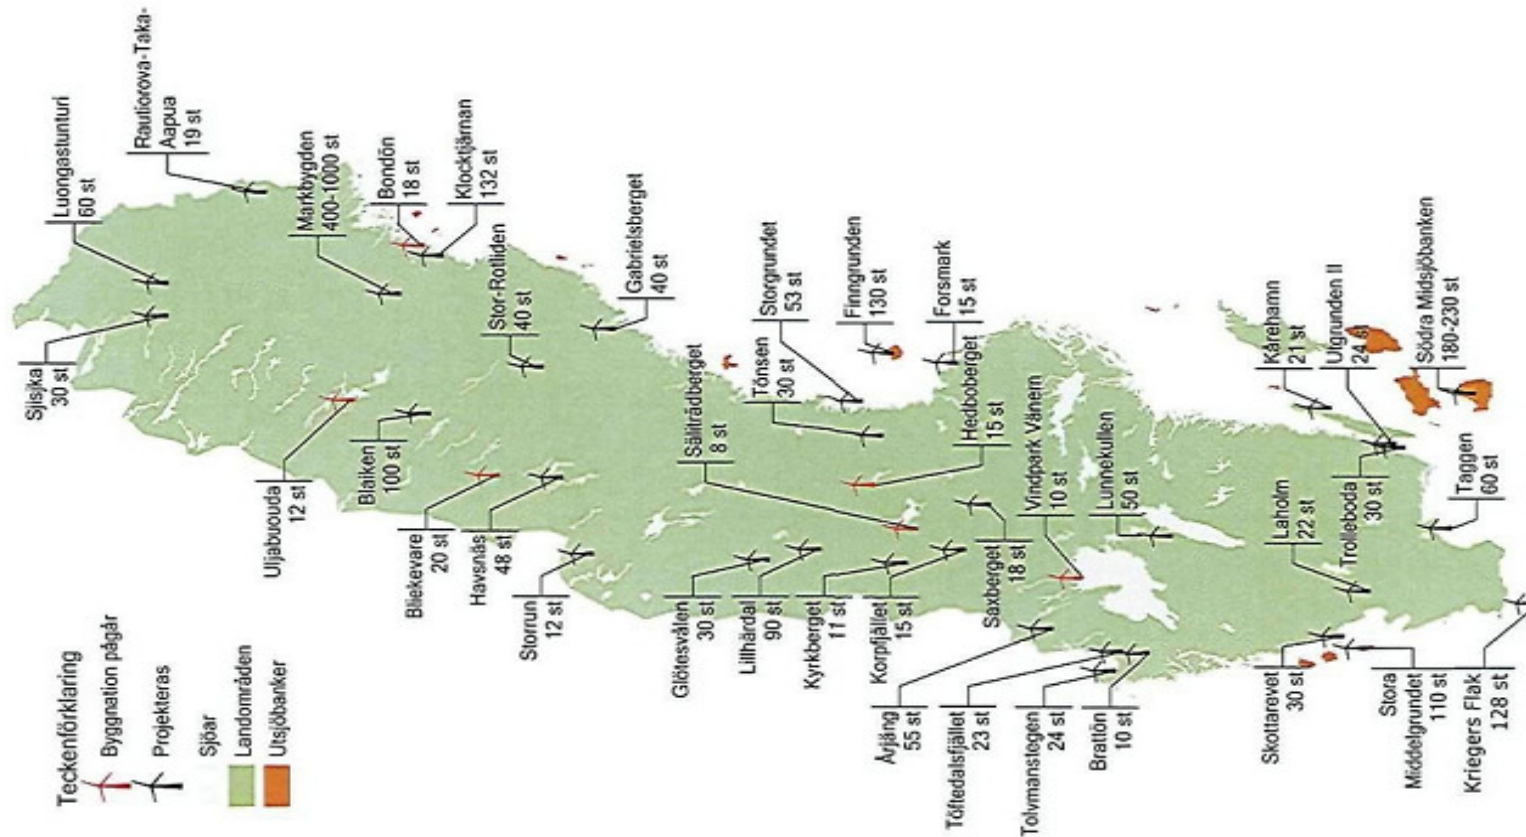 Teckenförklaring
Byggnation pågår
Projekteras
Sjöar
Landområden
Utsjöbanker
Sjisjka
30 st
Luongastunturi
60 st
Rautiorova-Taka-
Aapua
19 st
Markbygden
400-1000 st
Bondön
18 st
Klocktjärnan
132 st
Uljabuouda
12 st
Blaiken
100 st
Stor-Rotliden
40 st
Gabrielsberget
40 st
Bliekevare
20 st
Havsnäs
48 st
Storrun
12 st
Storgrundet
53 st
Finngrunden
130 st
Forsmark
15 st
Säliträdberget
8 st
Tönsen
30 st
Hedboberget
15 st
Glötesvålen
30 st
Lillhärdal
90 st
Kyrkberget
11 st
Korpfjället
15 st
Saxberget
18 st
Vindpark Vänern
10 st
Lunnekullen
50 st
Årjäng
55 st
Töftedalsfjället
23 st
Tolvmanstegen
24 st
Brattön
10 st
Kårehamn
21 st
Utgrunden II
24 st
Södra Midsjöbanken
180-230 st
Laholm
22 st
Trolleboda
30 st
Taggen
60 st
Skottarevet
30 st
Stora
Middelgrundet
110 st
Kriegers Flak
128 st